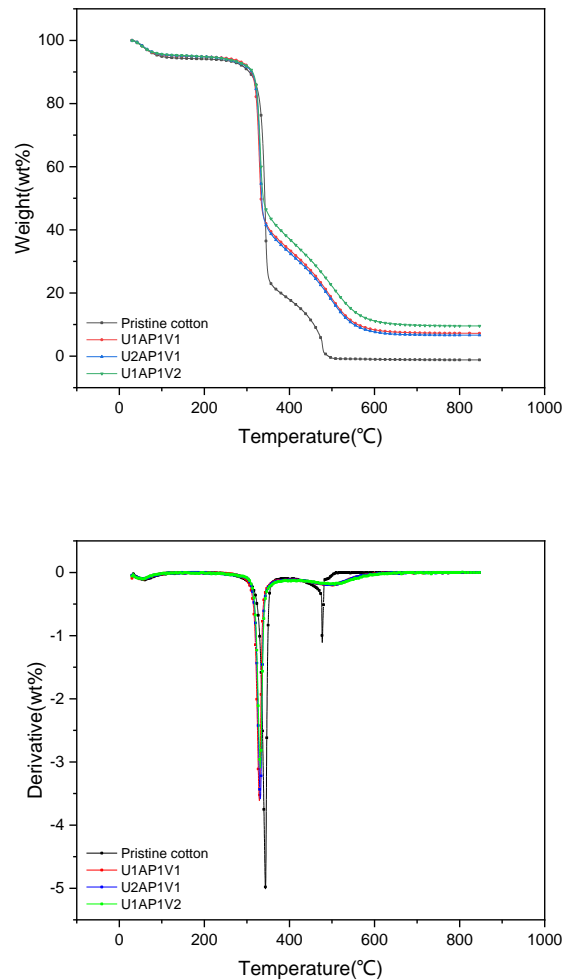 100
80
60
40
20
0
Weight(wt%)
Pristine cotton
U1AP1V1
U2AP1V1
U1AP1V2
0 200 400 600 800 1000
Temperature(℃)
0
-1
-2
-3
-4
-5
Derivative(wt%)
Pristine cotton
U1AP1V1
U2AP1V1
U1AP1V2
0 200 400 600 800 1000
Temperature(℃)